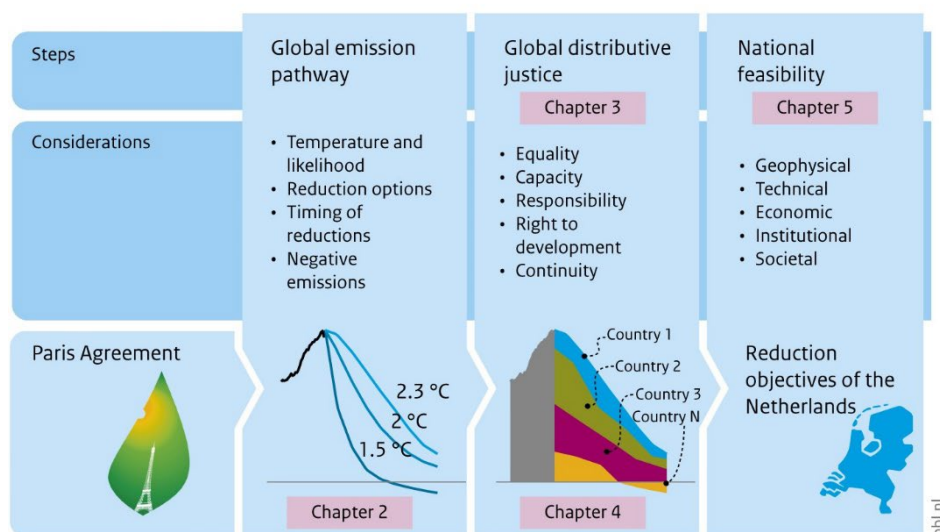 Steps
Global emission
pathway
Global distributive
justice
Chapter 3
National
feasibility
Chapter 5
Considerations
• Temperature and
likelihood
• Reduction options
• Timing of
reductions
• Negative
emissions
• Equality
• Capacity
• Responsibility
• Right to
development
• Continuity
• Geophysical
• Technical
• Economic
• Institutional
• Societal
Paris Agreement
2.3 °C
2 °C
1.5 °C
Chapter 2
Country 1
Country 2
Country 3
Country N
Chapter 4
Reduction
objectives of the
Netherlands
pbl.nl